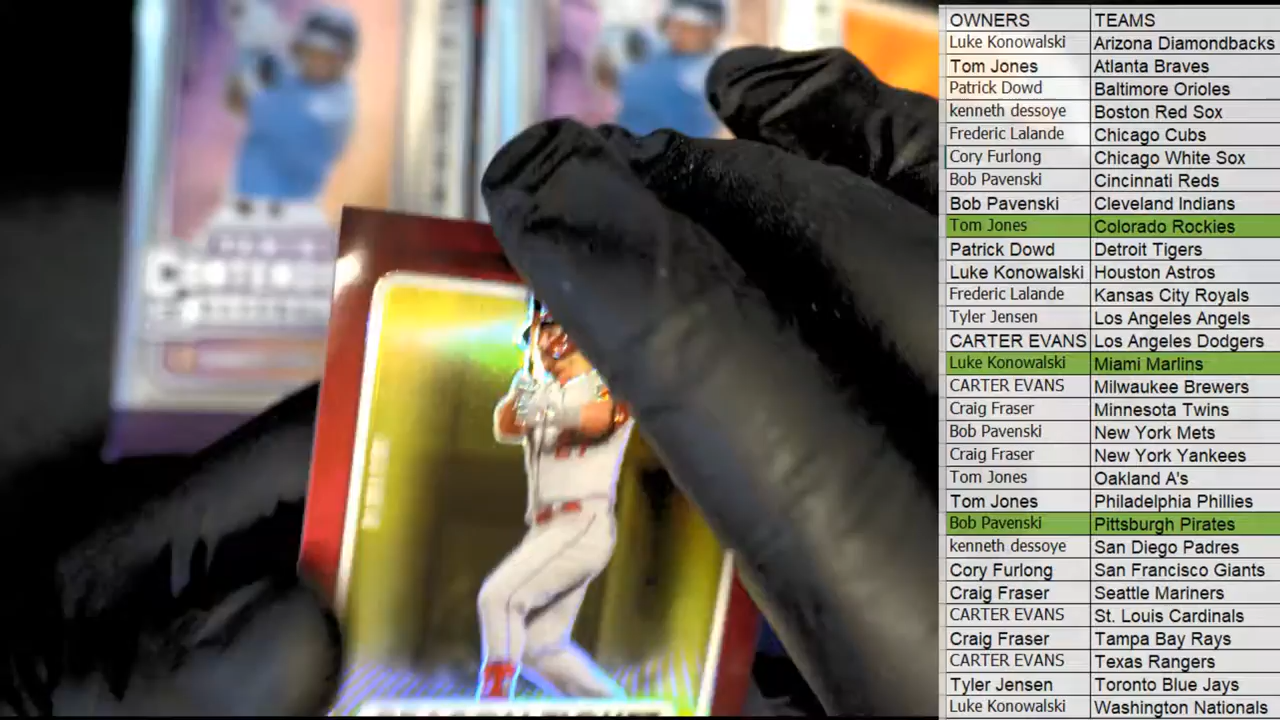 OWNERS TEAMS
Luke Konowalski Arizona Diamondbacks
Tom Jones Atlanta Braves
Patrick Dowd Baltimore Orioles
kenneth dessoye Boston Red Sox
Frederic Lalande Chicago Cubs
Cory Furlong Chicago White Sox
Bob Pavenski Cincinnati Reds
Bob Pavenski Cleveland Indians
Tom Jones Colorado Rockies
Patrick Dowd Detroit Tigers
Luke Konowalski Houston Astros
Frederic Lalande Kansas City Royals
Tyler Jensen Los Angeles Angels
CARTER EVANS Los Angeles Dodgers
Luke Konowalski Miami Marlins
CARTER EVANS Milwaukee Brewers
Craig Fraser Minnesota Twins
Bob Pavenski New York Mets
Craig Fraser New York Yankees
Tom Jones Oakland A's
Tom Jones Philadelphia Phillies
Bob Pavenski Pittsburgh Pirates
kenneth dessoye San Diego Padres
Cory Furlong San Francisco Giants
Craig Fraser Seattle Mariners
CARTER EVANS St. Louis Cardinals
Craig Fraser Tampa Bay Rays
CARTER EVANS Texas Rangers
Tyler Jensen Toronto Blue Jays
Luke Konowalski Washington Nationals
CONTENDERS